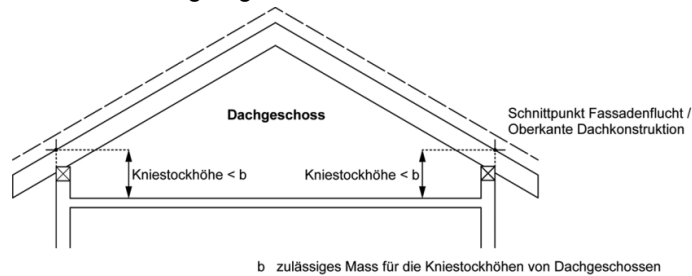 Dachgeschoss
Schnittpunkt Fassadenflucht /
Oberkante Dachkonstruktion
Kniestockhöhe < b
Kniestockhöhe < b
b zulässiges Mass für die Kniestockhöhen von Dachgeschossen